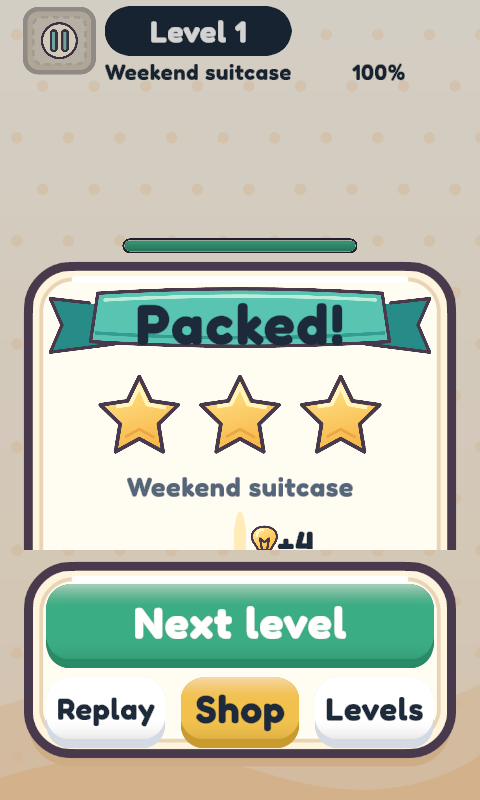 Level 1
Weekend suitcase 100%
Packed!
Weekend suitcase
+4
Next level
Replay Shop Levels